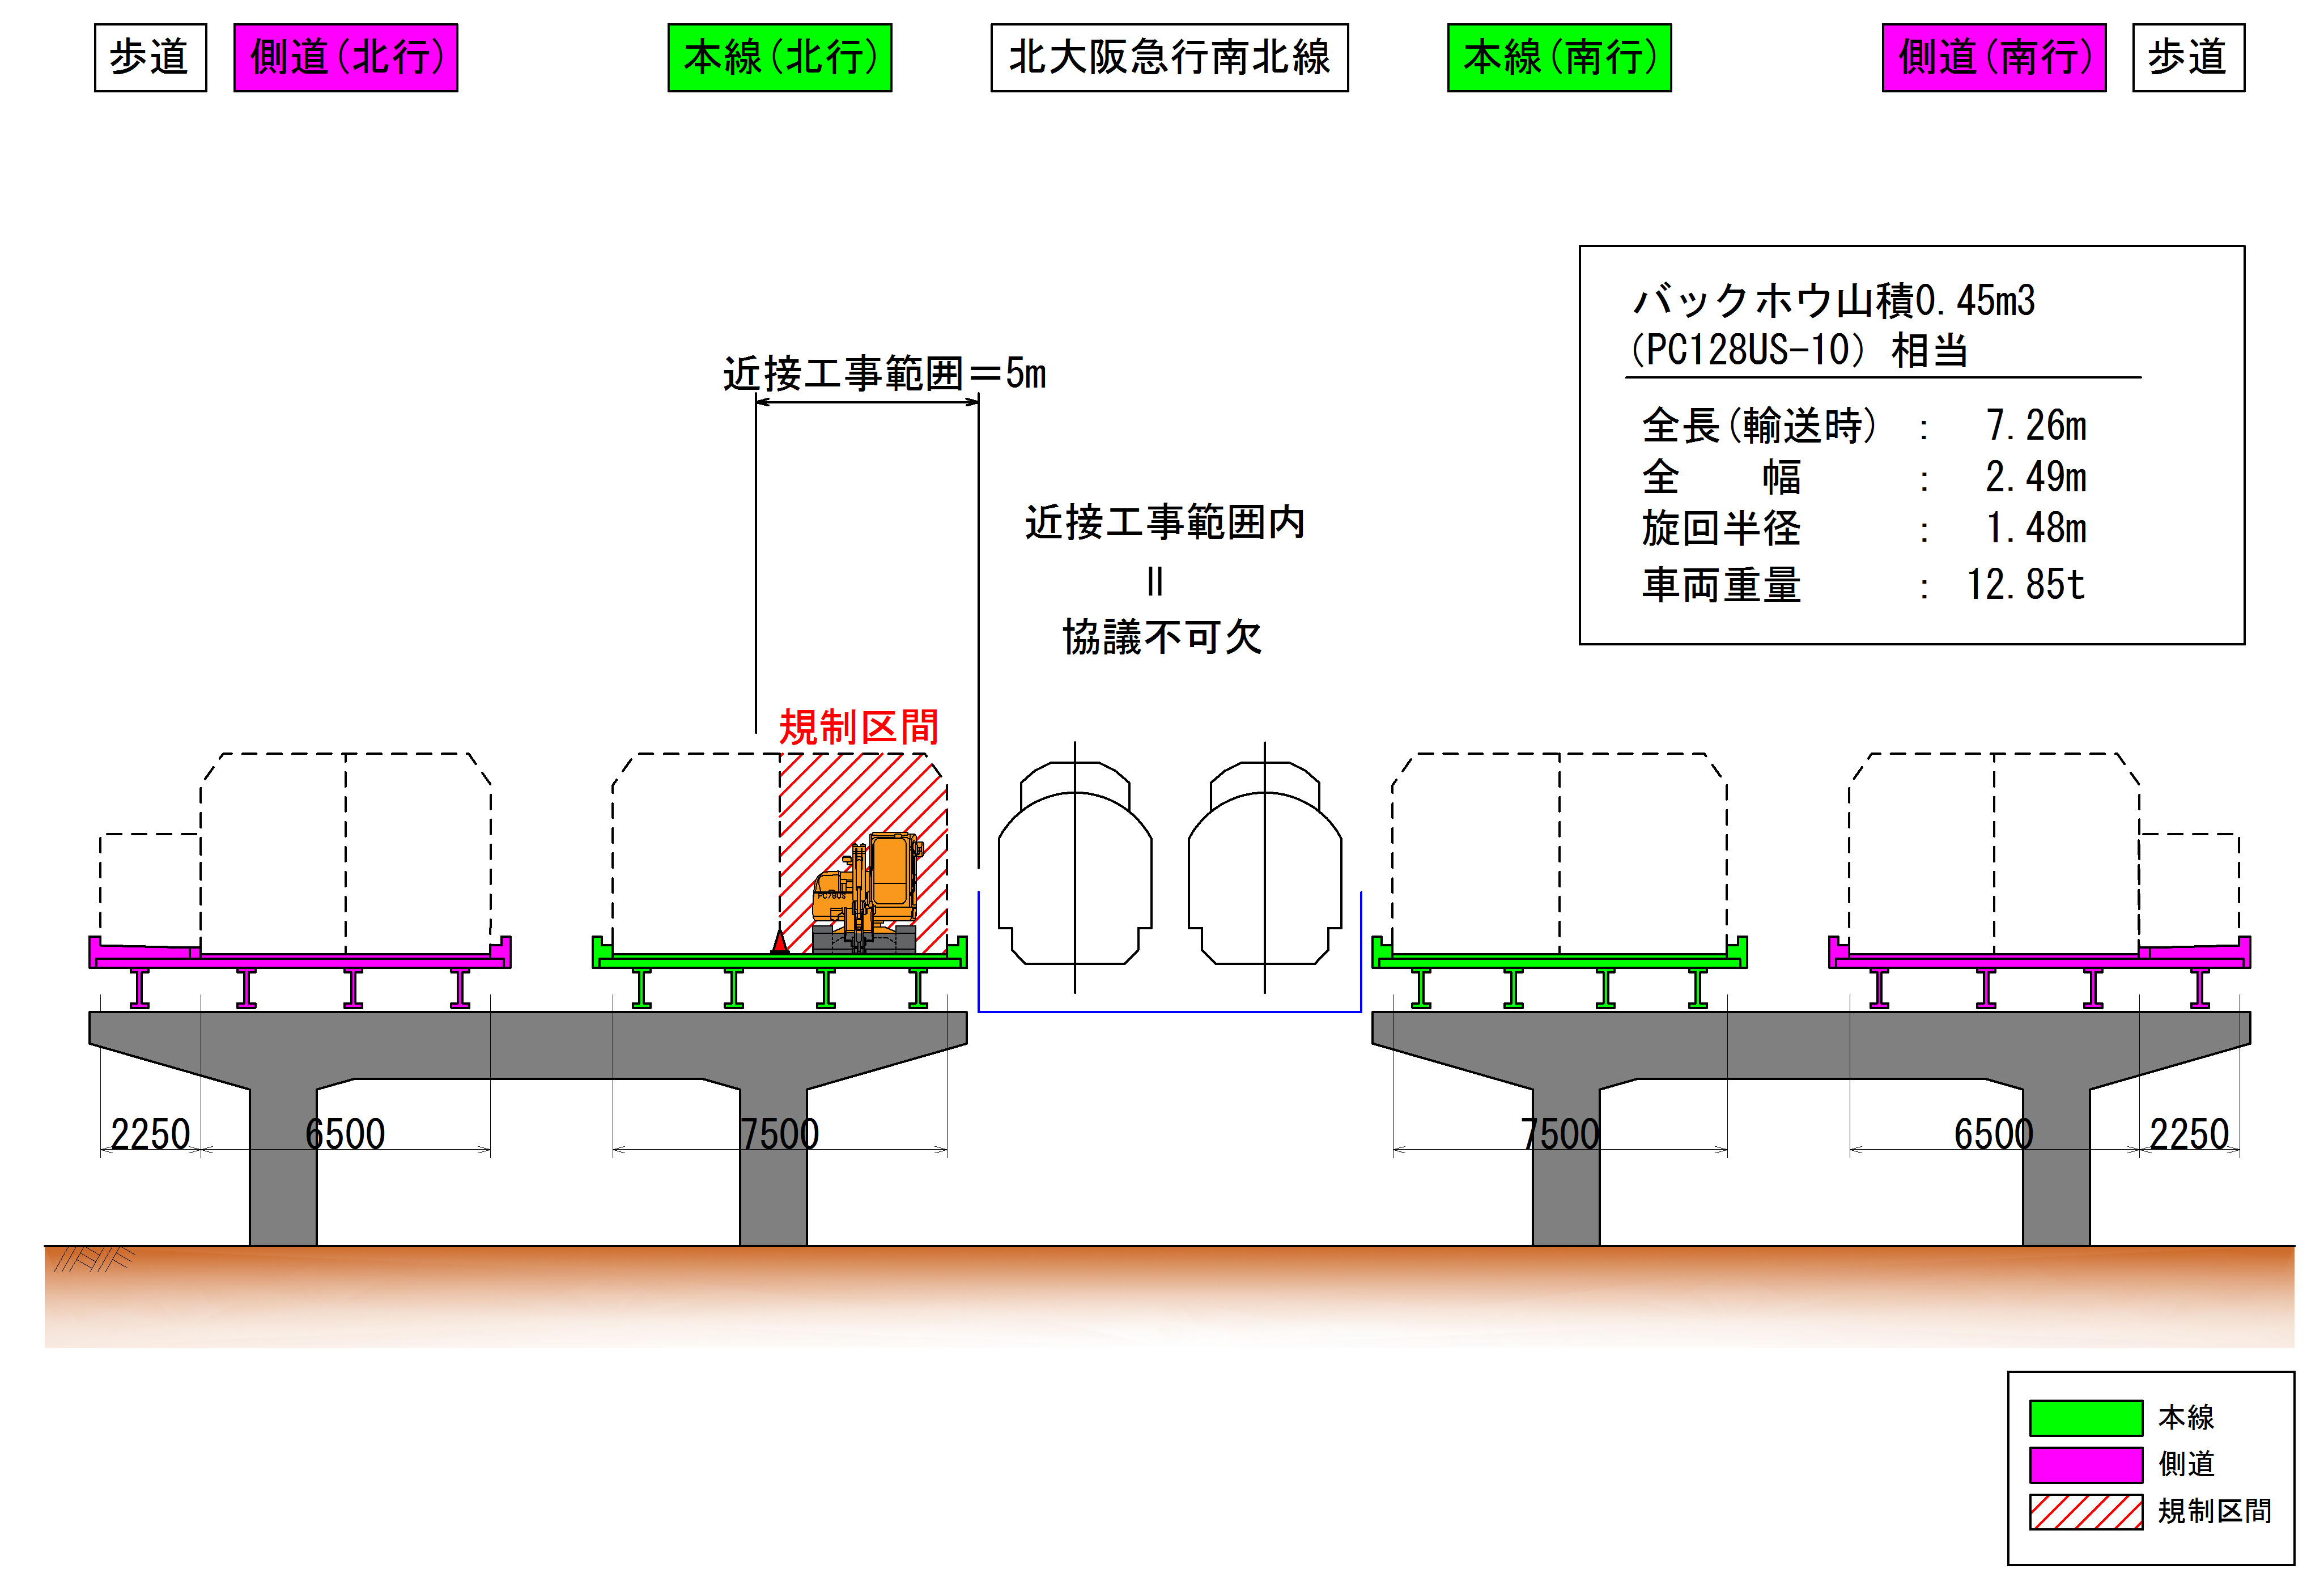 歩道
側道(北行)
本線(北行)
北大阪急行南北線
本線(南行)
側道(南行)
歩道
バックホウ山積0.45m3
(PC128US-10) 相当
全長(輸送時) : 7.26m
全　　幅 : 2.49m
旋回半径 : 1.48m
車両重量 : 12.85t
近接工事範囲＝5m
近接工事範囲内
＝
協議不可欠
規制区間
PC78US
2250
6500
7500
7500
6500
2250
本線
側道
規制区間